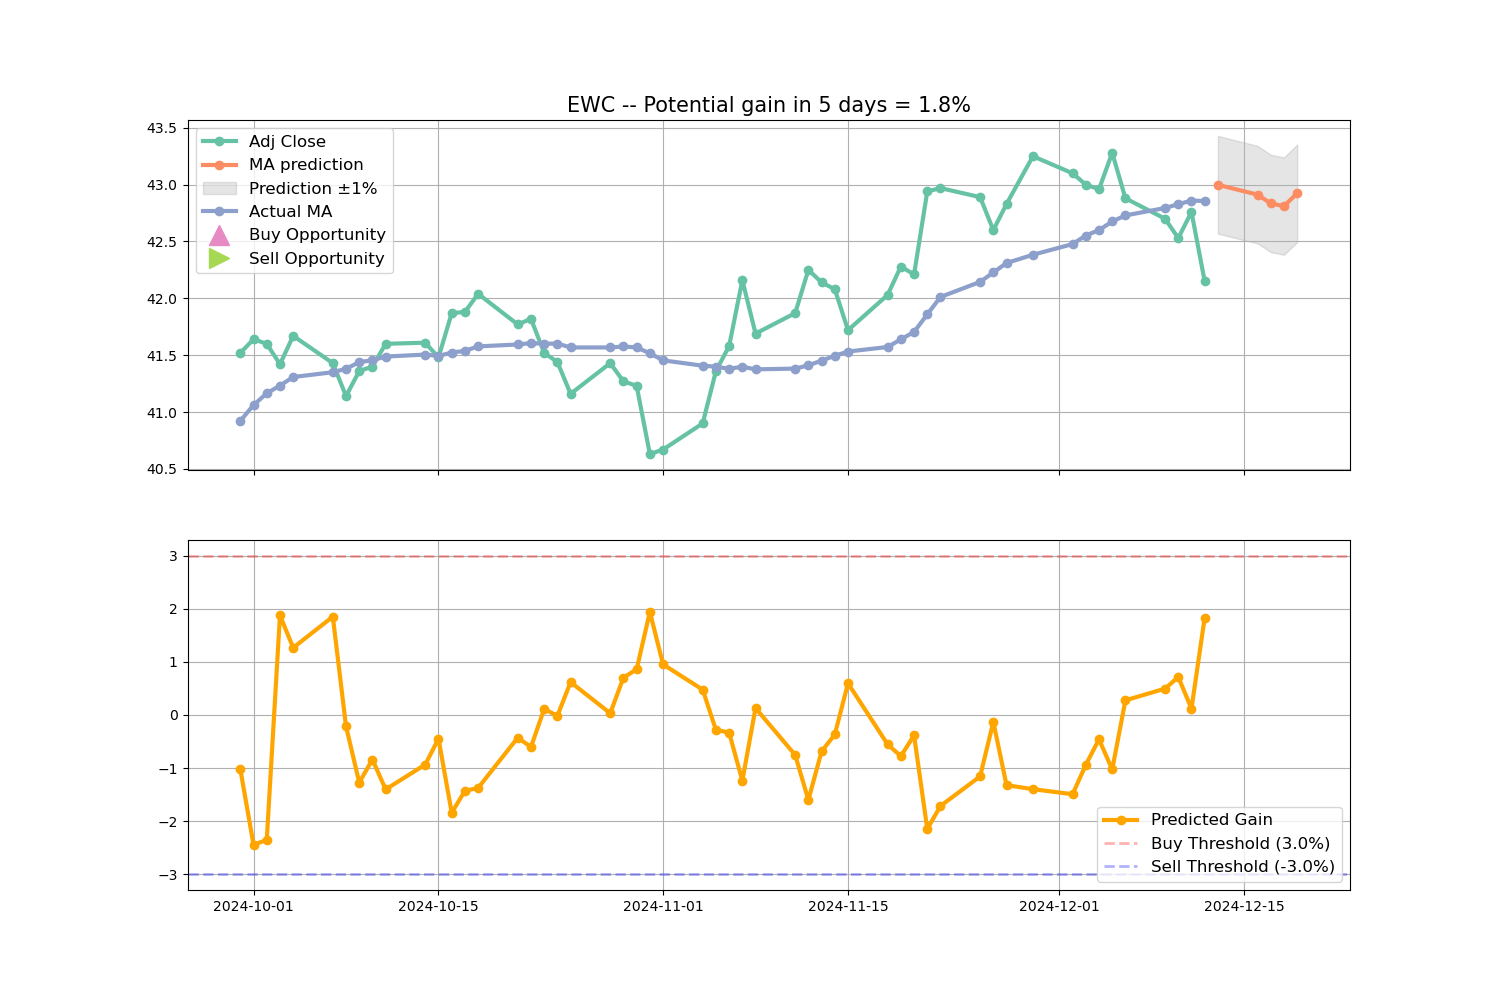 EWC -- Potential gain in 5 days = 1.8%
43.5
43.0
42.5
42.0
41.5
41.0
40.5
Adj Close
MA prediction
Prediction ±1%
Actual MA
Buy Opportunity
Sell Opportunity
3
2
1
0
−1
−2
−3
Predicted Gain
Buy Threshold (3.0%)
Sell Threshold (-3.0%)
2024-10-01 2024-10-15 2024-11-01 2024-11-15 2024-12-01 2024-12-15